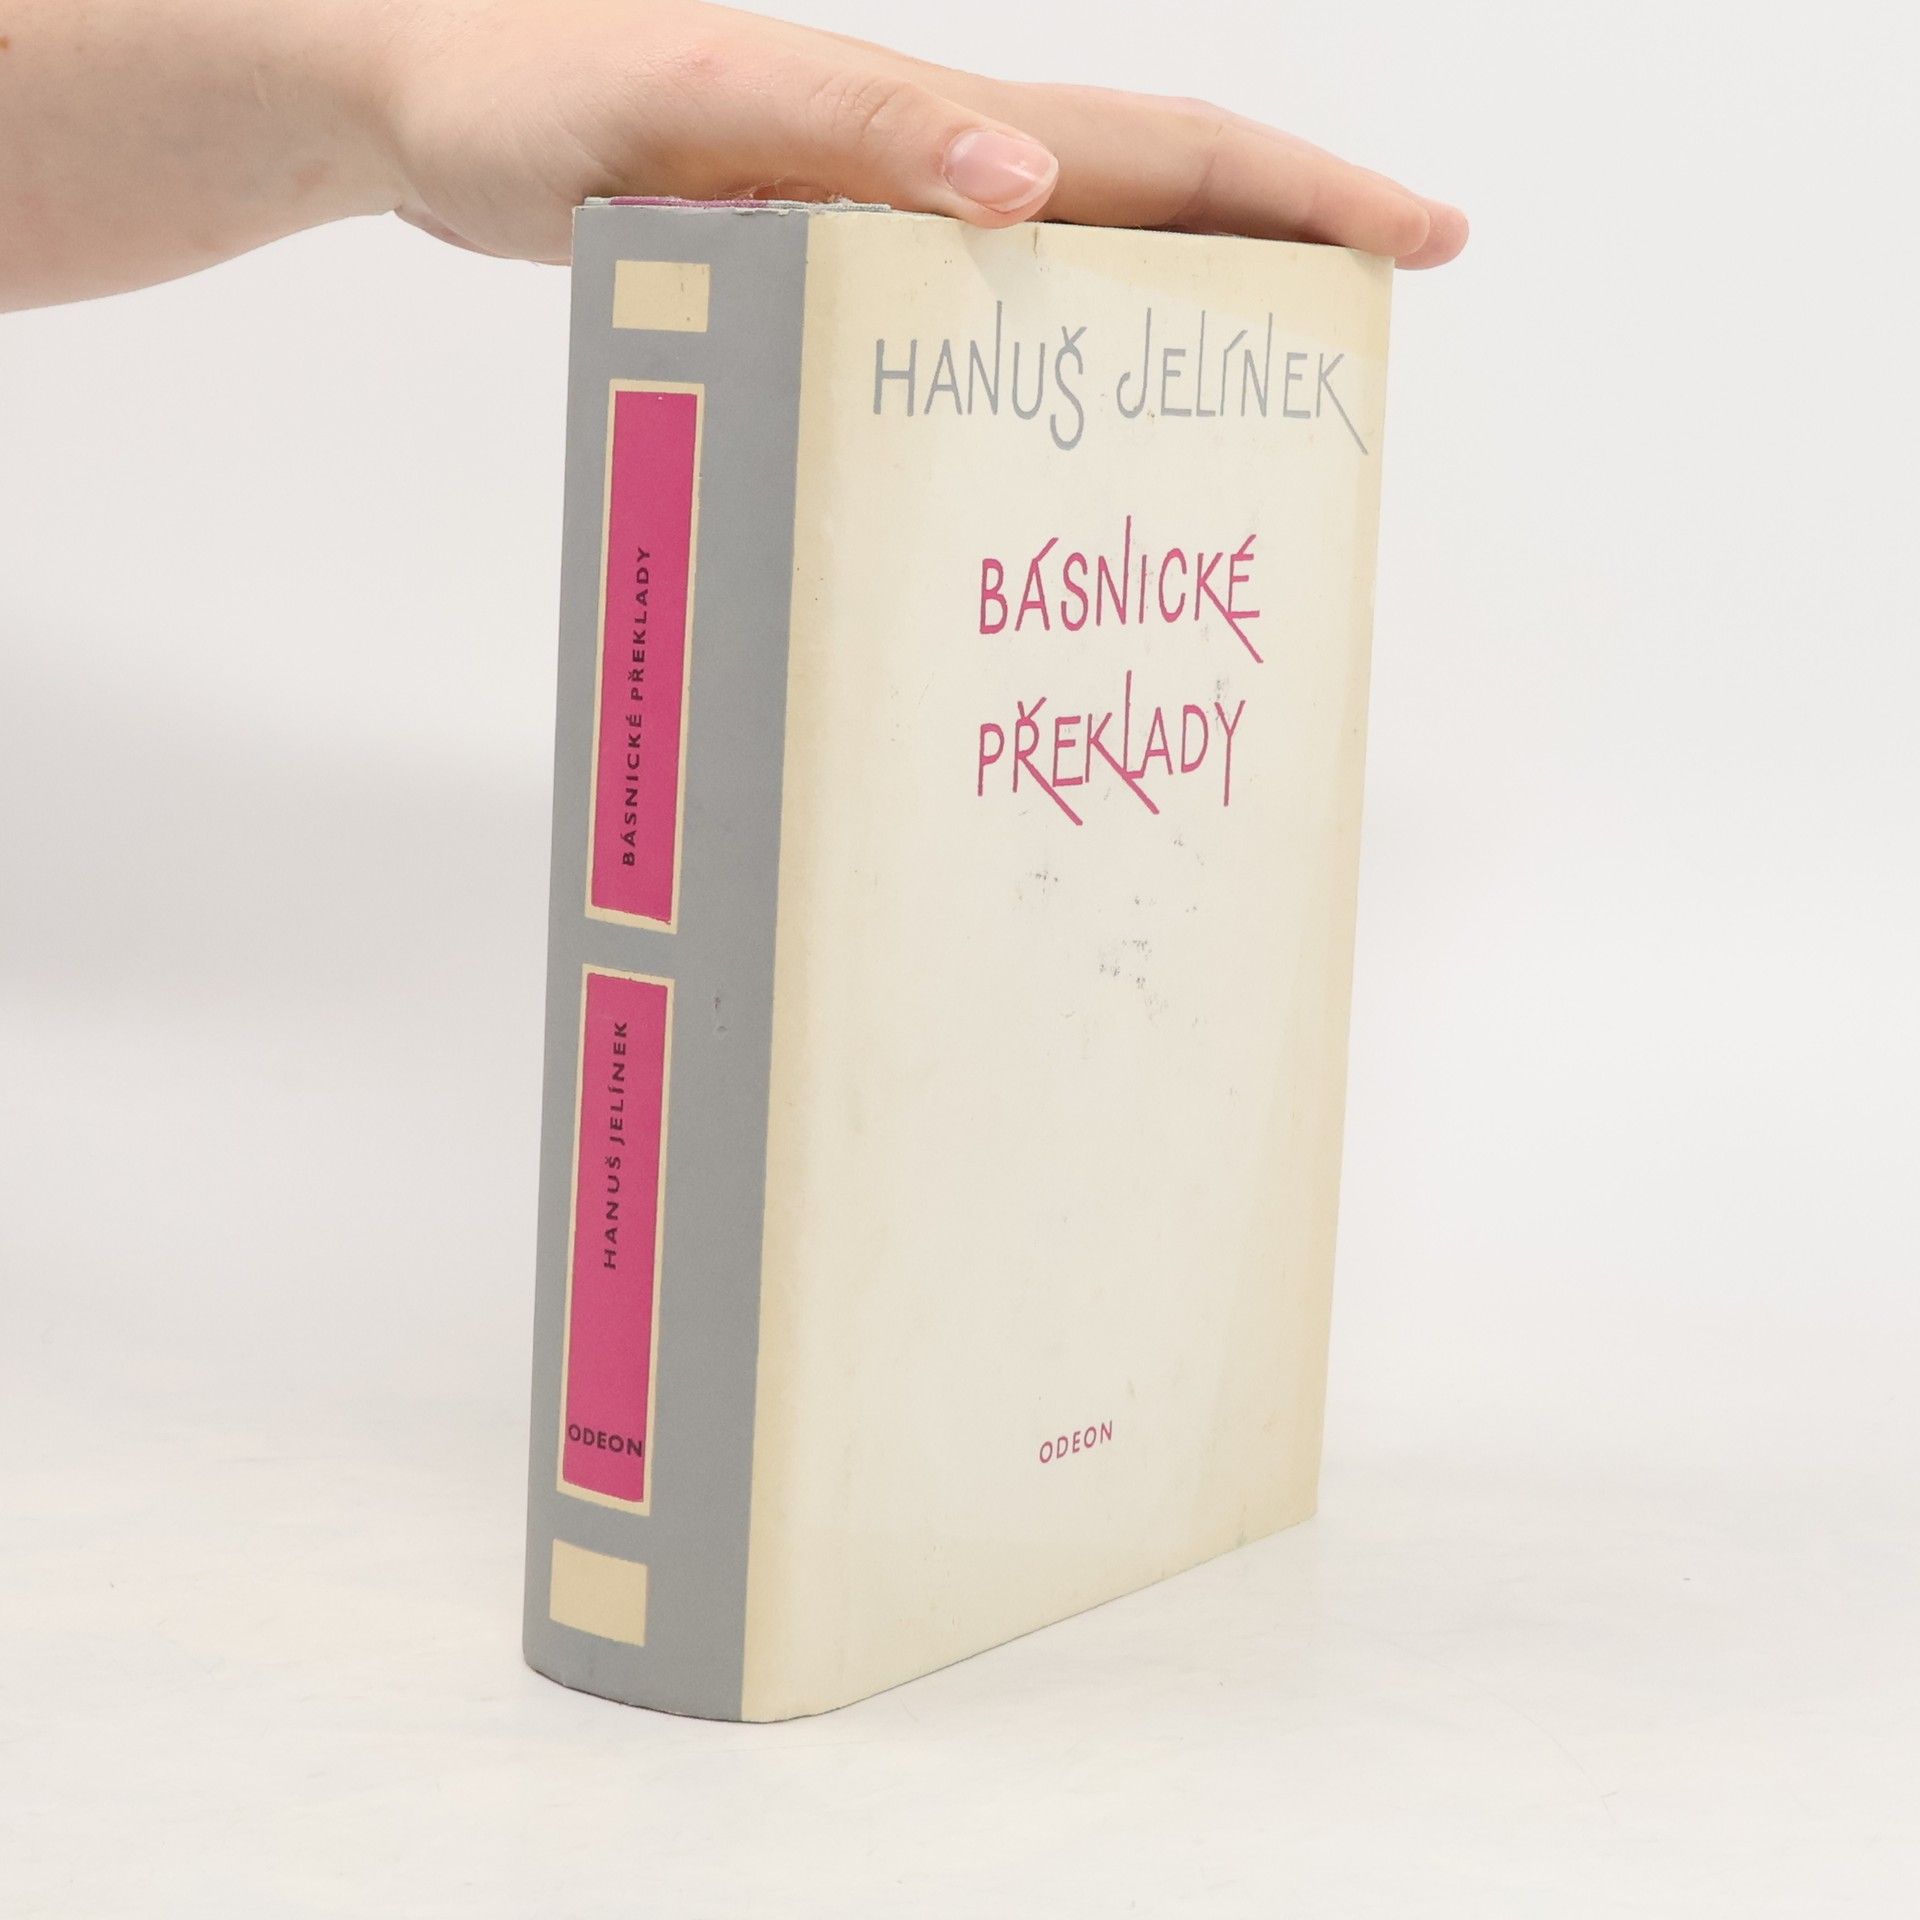 HANUŠ JELÍNEK
BÁSNICKÉ
PŘEKLADY
ODEON
BÁSNICKÉ PŘEKLADY
HANUŠ JELÍNEK
ODEON